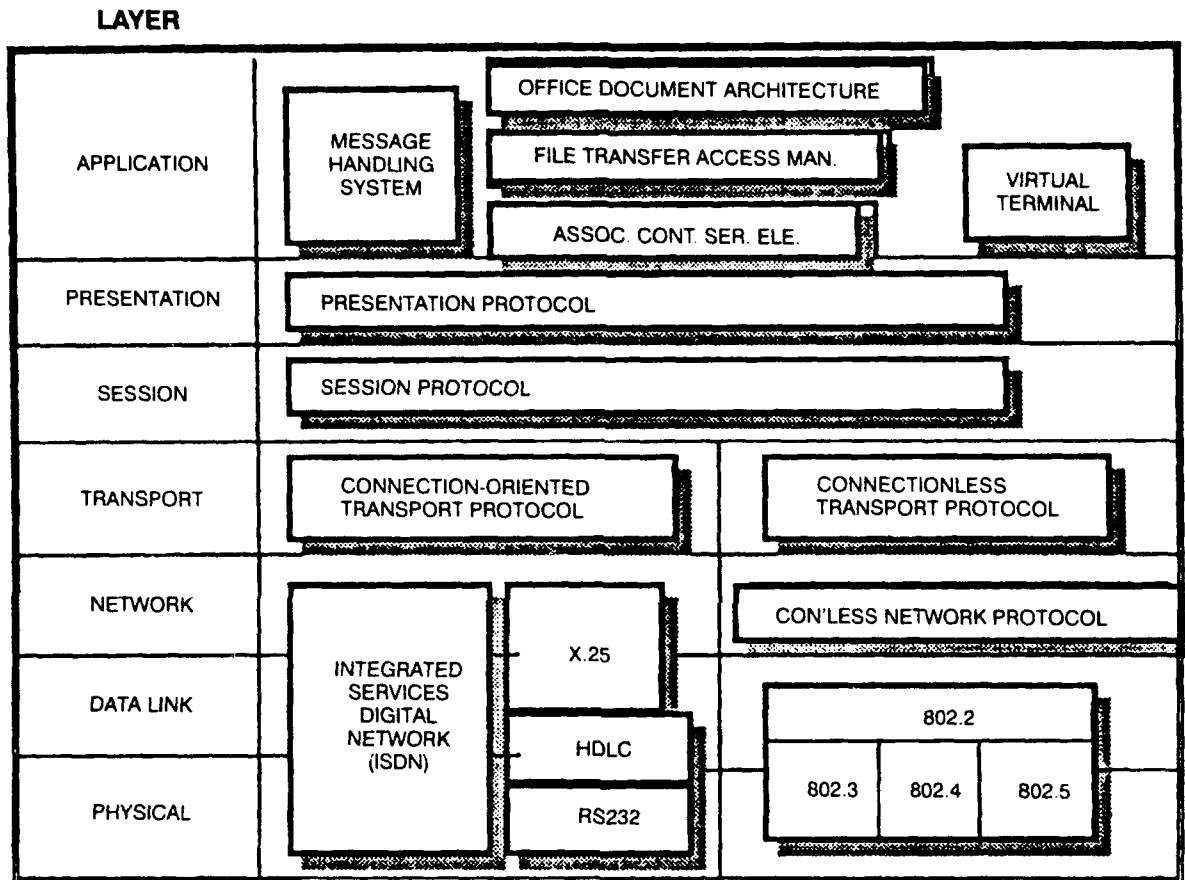 LAYER
APPLICATION
MESSAGE
HANDLING
SYSTEM
OFFICE DOCUMENT ARCHITECTURE
FILE TRANSFER ACCESS MAN.
ASSOC. CONT. SER. ELE.
VIRTUAL
TERMINAL
PRESENTATION
PRESENTATION PROTOCOL
SESSION
SESSION PROTOCOL
TRANSPORT
CONNECTION-ORIENTED
TRANSPORT PROTOCOL
CONNECTIONLESS
TRANSPORT PROTOCOL
NETWORK
DATA LINK
PHYSICAL
INTEGRATED
SERVICES
DIGITAL
NETWORK
(ISDN)
X.25
HDLC
RS232
CON'LESS NETWORK PROTOCOL
802.2
802.3
802.4
802.5